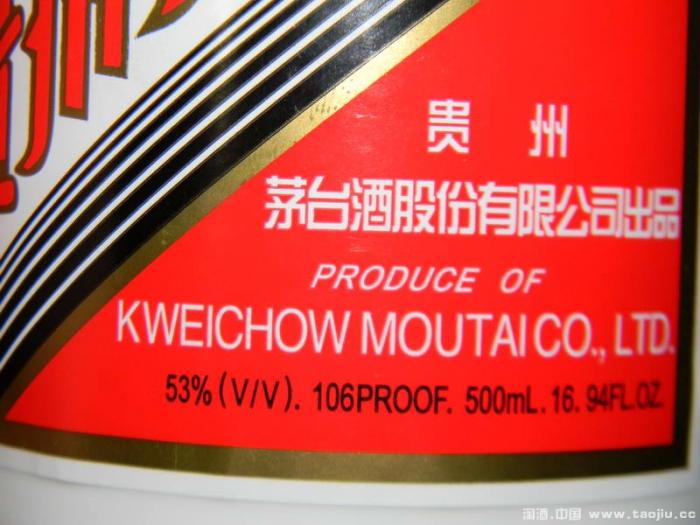 贵 州
茅台酒股份有限公司出品
PRODUCE OF
KWEICHOW MOUTAI CO., LTD.
53% (V/V). 106PROOF. 500mL. 16. 94FL.OZ.
淘酒.中国 www.taojiu.cc